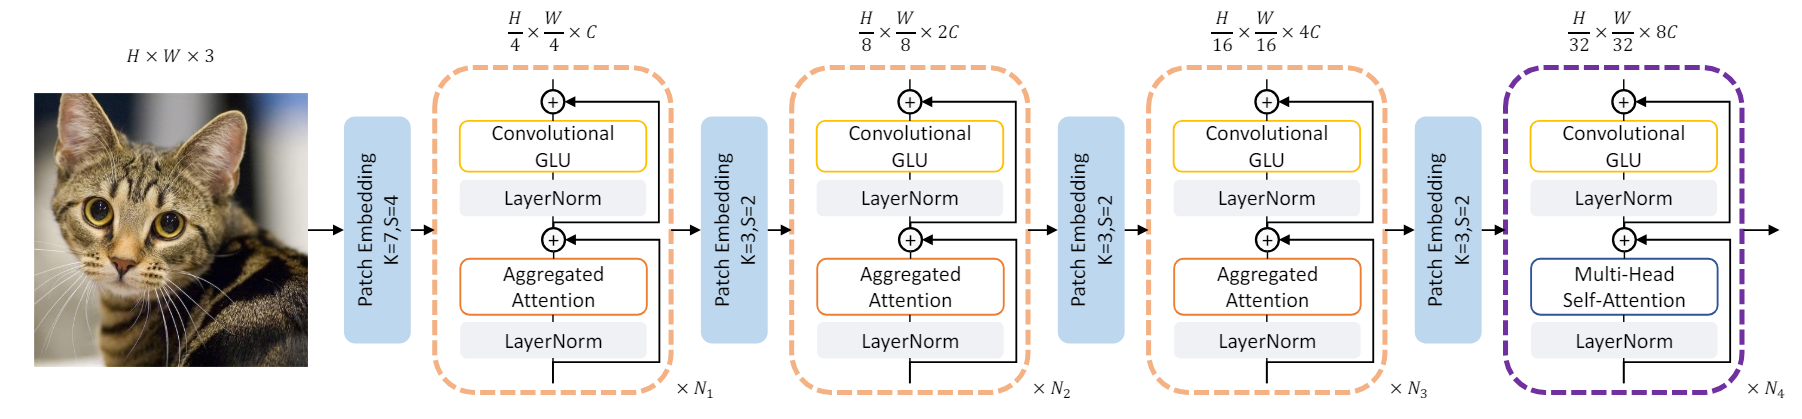 H × W × 3
H/4 × W/4 × C
H/8 × W/8 × 2C
H/16 × W/16 × 4C
H/32 × W/32 × 8C
Patch Embedding
K=7,S=4
Convolutional
GLU
LayerNorm
Aggregated
Attention
LayerNorm
× N₁
Patch Embedding
K=3,S=2
Convolutional
GLU
LayerNorm
Aggregated
Attention
LayerNorm
× N₂
Patch Embedding
K=3,S=2
Convolutional
GLU
LayerNorm
Aggregated
Attention
LayerNorm
× N₃
Patch Embedding
K=3,S=2
Convolutional
GLU
LayerNorm
Multi-Head
Self-Attention
LayerNorm
× N₄